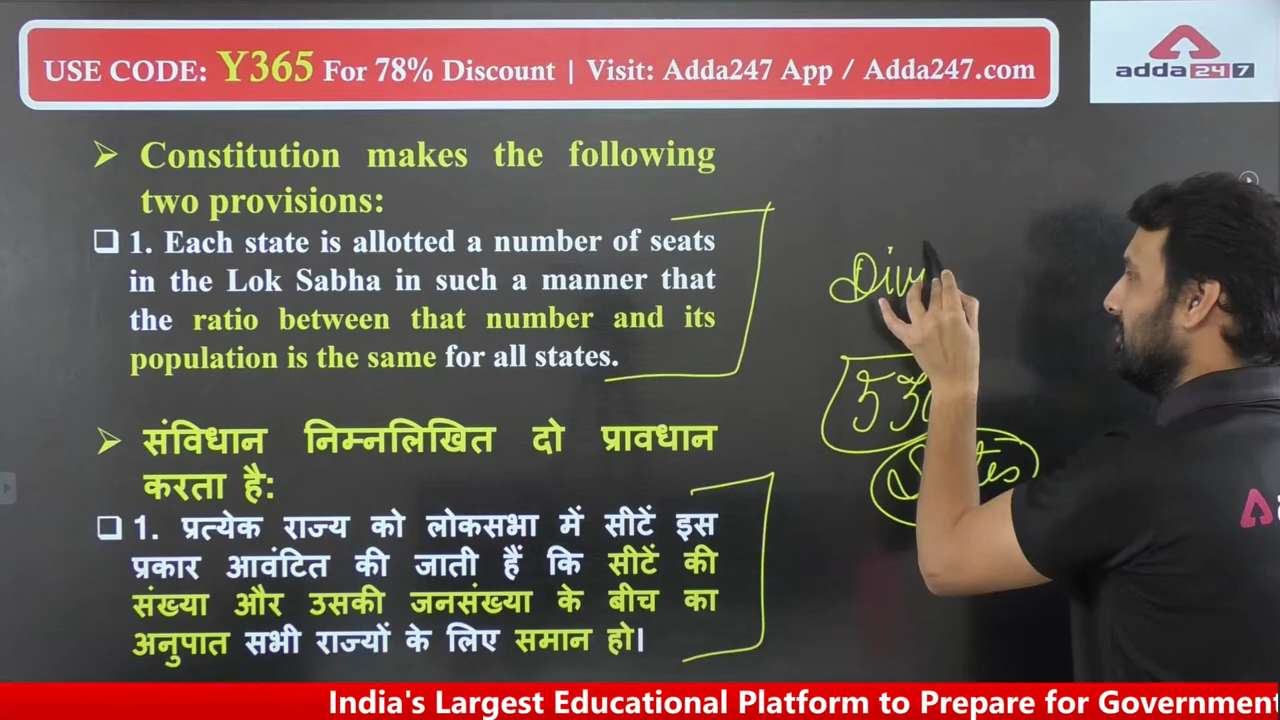 USE CODE: Y365 For 78% Discount | Visit: Adda247 App / Adda247.com
adda247
Constitution makes the following
two provisions:
1. Each state is allotted a number of seats
in the Lok Sabha in such a manner that
the ratio between that number and its
population is the same for all states.
संविधान निम्नलिखित दो प्रावधान
करता है:
1. प्रत्येक राज्य को लोकसभा में सीटें इस
प्रकार आवंटित की जाती हैं कि सीटें की
संख्या और उसकी जनसंख्या के बीच का
अनुपात सभी राज्यों के लिए समान हो।
Div
India's Largest Educational Platform to Prepare for Government